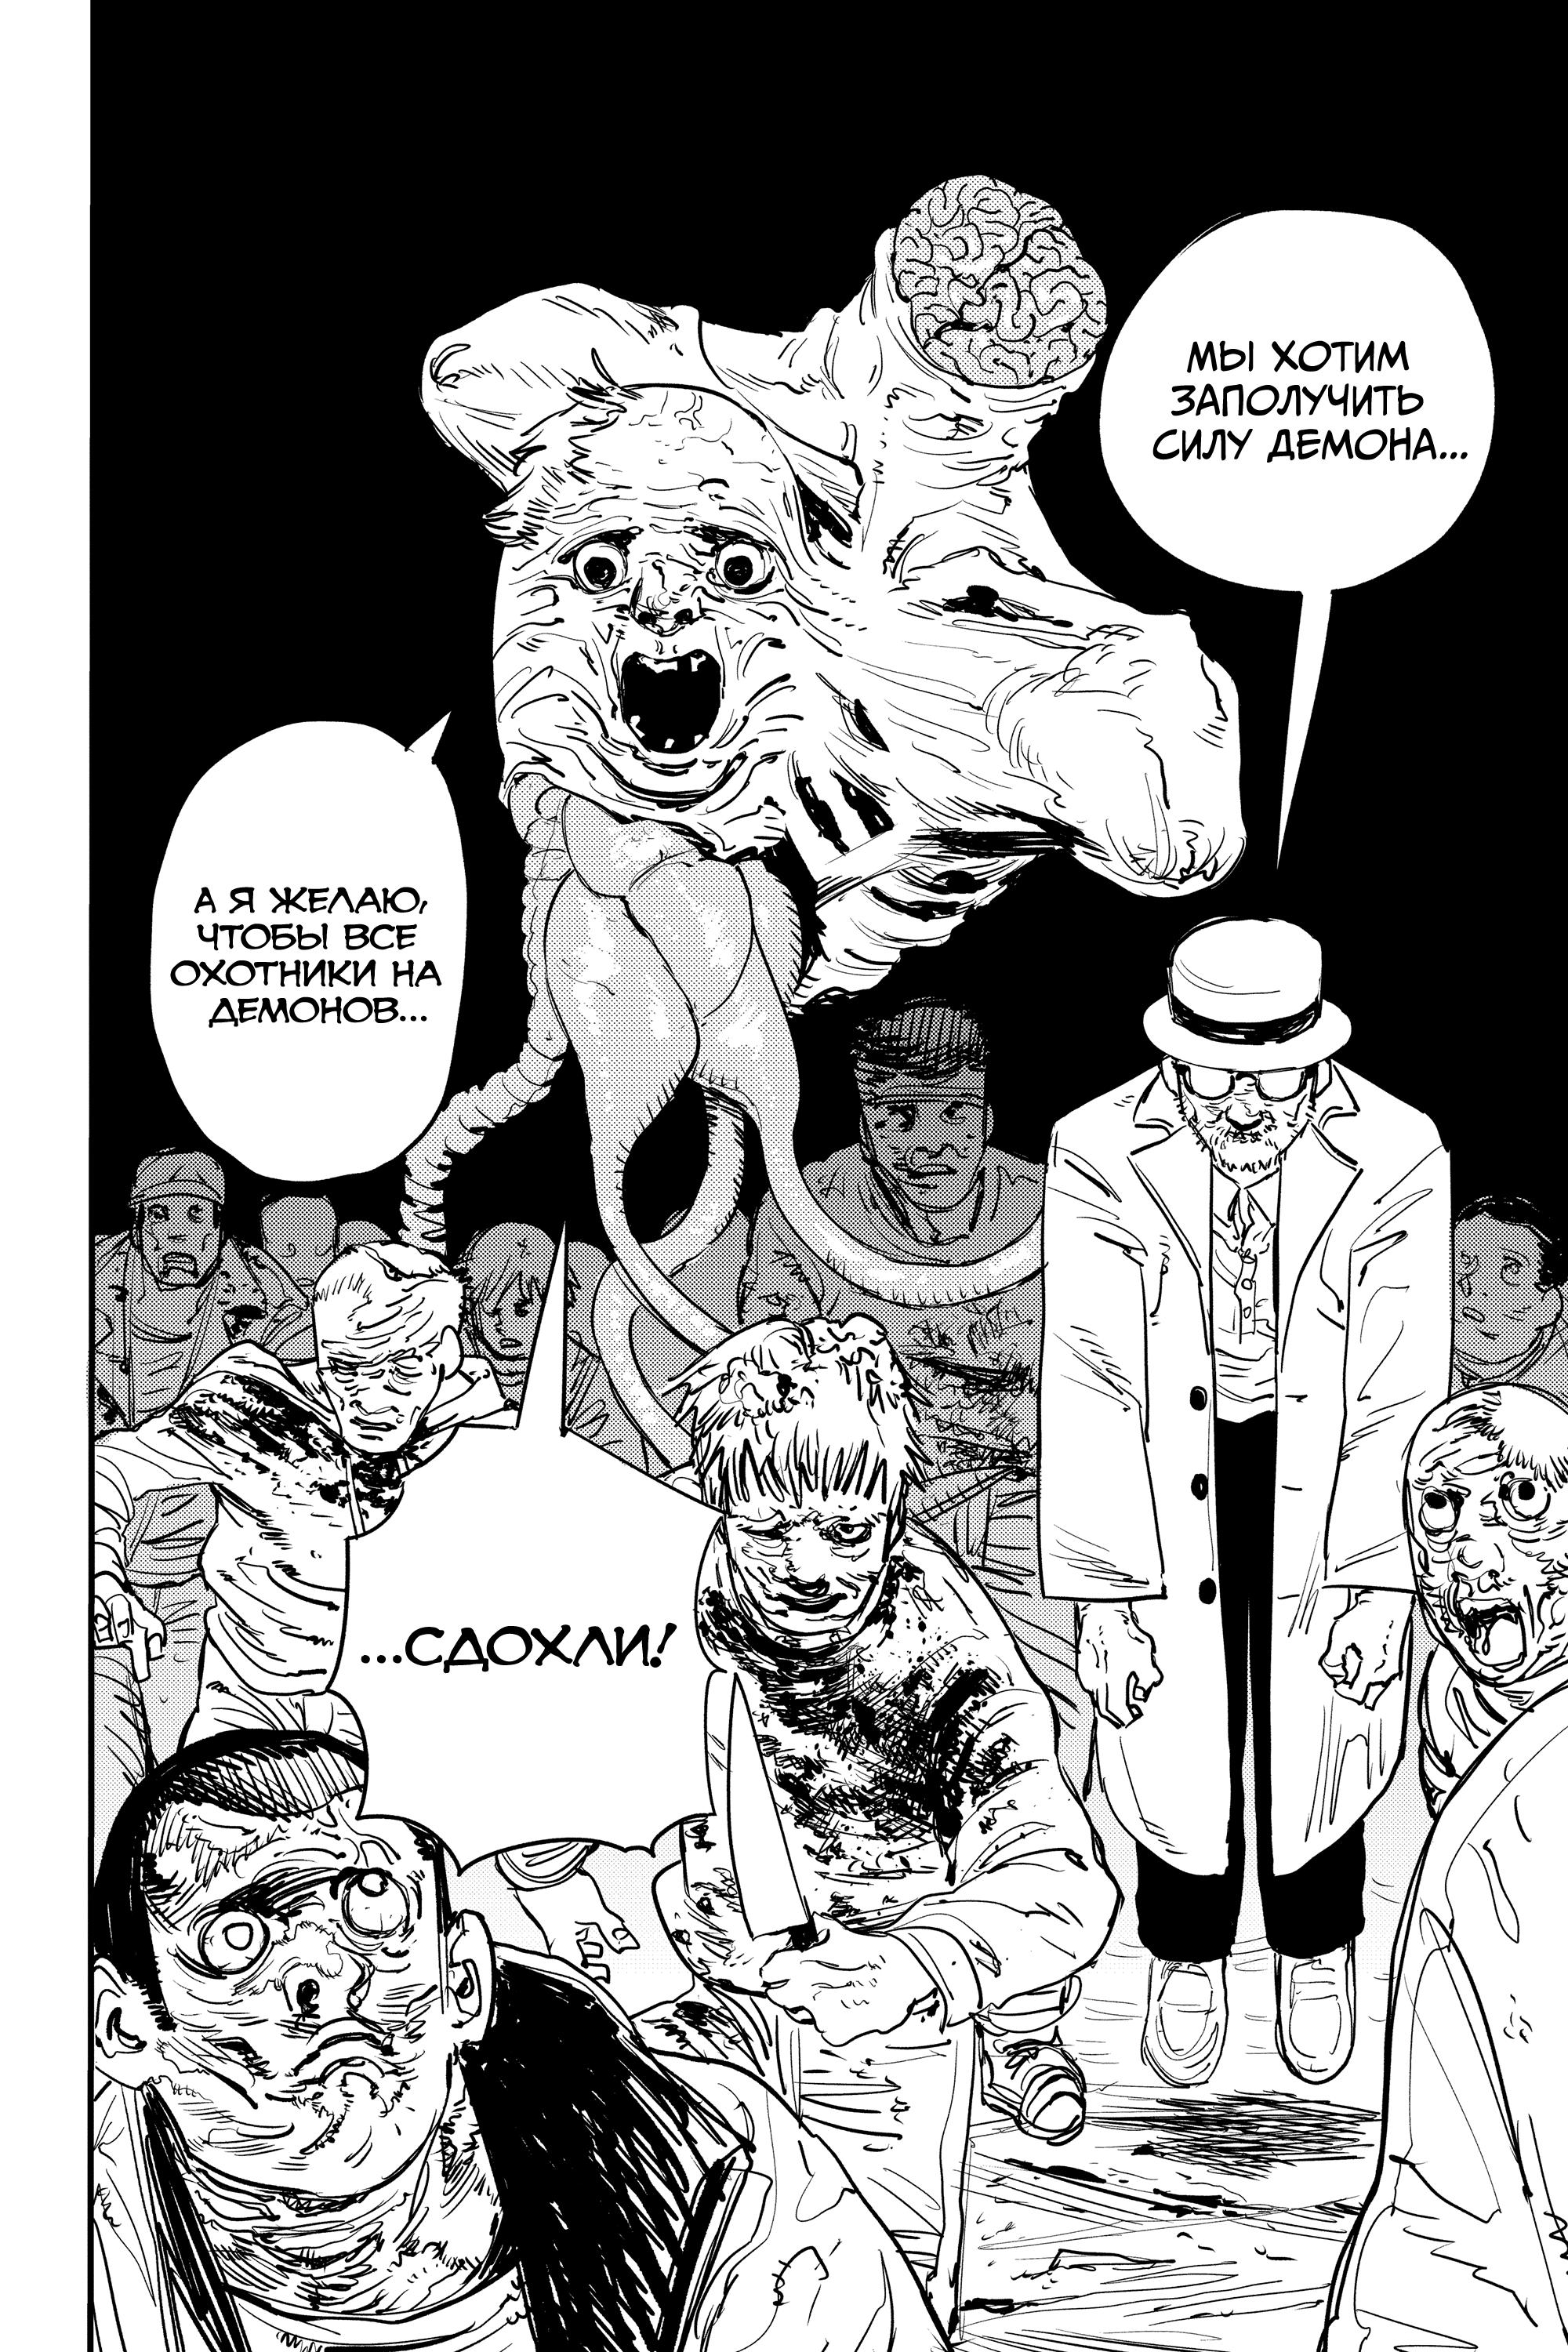 МЫ ХОТИМ
ЗАПОЛУЧИТЬ
СИЛУ ДЕМОНА...
А Я ЖЕЛАЮ,
ЧТОБЫ ВСЕ
ОХОТНИКИ НА
ДЕМОНОВ...
...СДОХЛИ!